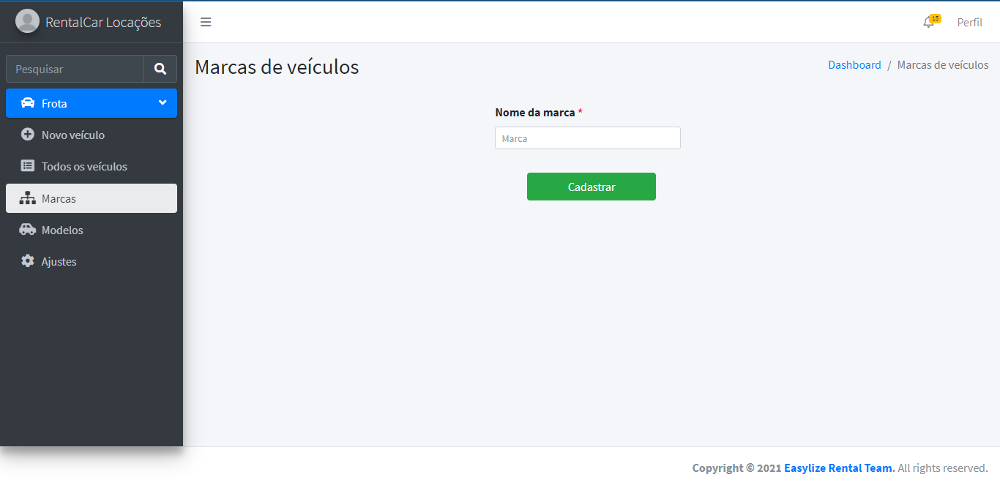 RentalCar Locações
15
Perfil
Pesquisar
Frota
Novo veículo
Todos os veículos
Marcas
Modelos
Ajustes
Marcas de veículos
Dashboard / Marcas de veículos
Nome da marca *
Marca
Cadastrar
Copyright © 2021 Easylize Rental Team. All rights reserved.